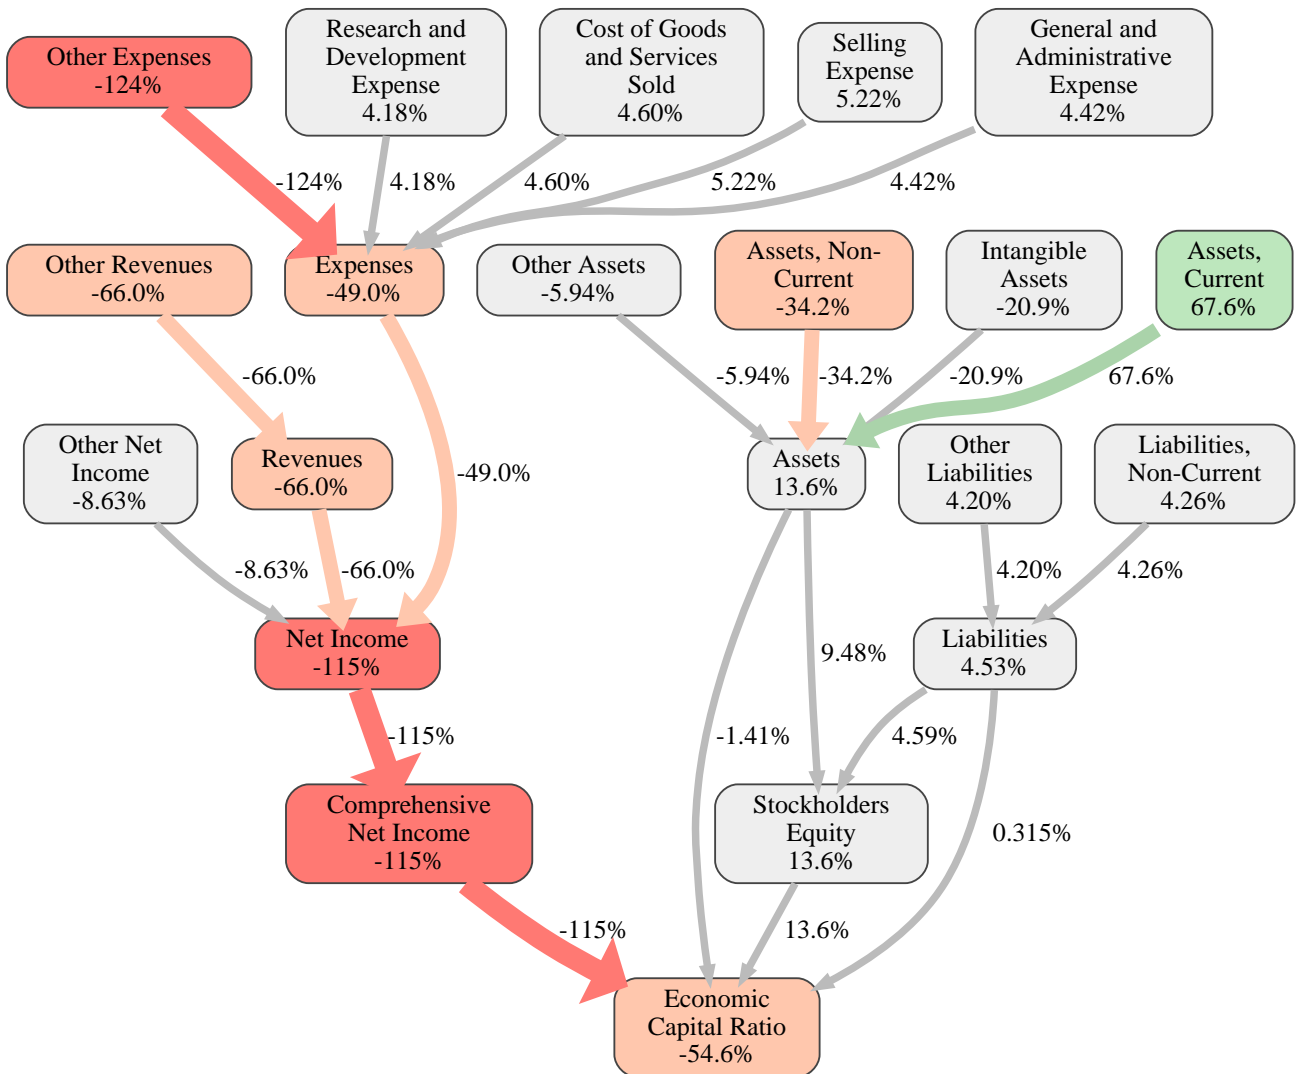 Other Expenses
-124%
Research and
Development
Expense
4.18%
Cost of Goods
and Services
Sold
4.60%
Selling
Expense
5.22%
General and
Administrative
Expense
4.42%
-124%
4.18%
4.60%
5.22%
4.42%
Other Revenues
-66.0%
Expenses
-49.0%
Other Assets
-5.94%
Assets, Non-
Current
-34.2%
Intangible
Assets
-20.9%
Assets,
Current
67.6%
-66.0%
-5.94%
-34.2%
-20.9%
67.6%
Other Net
Income
-8.63%
Revenues
-66.0%
-49.0%
Assets
13.6%
Other
Liabilities
4.20%
Liabilities,
Non-Current
4.26%
-8.63%
-66.0%
4.20%
4.26%
Net Income
-115%
9.48%
Liabilities
4.53%
-115%
-1.41%
4.59%
Comprehensive
Net Income
-115%
Stockholders
Equity
13.6%
0.315%
-115%
13.6%
Economic
Capital Ratio
-54.6%